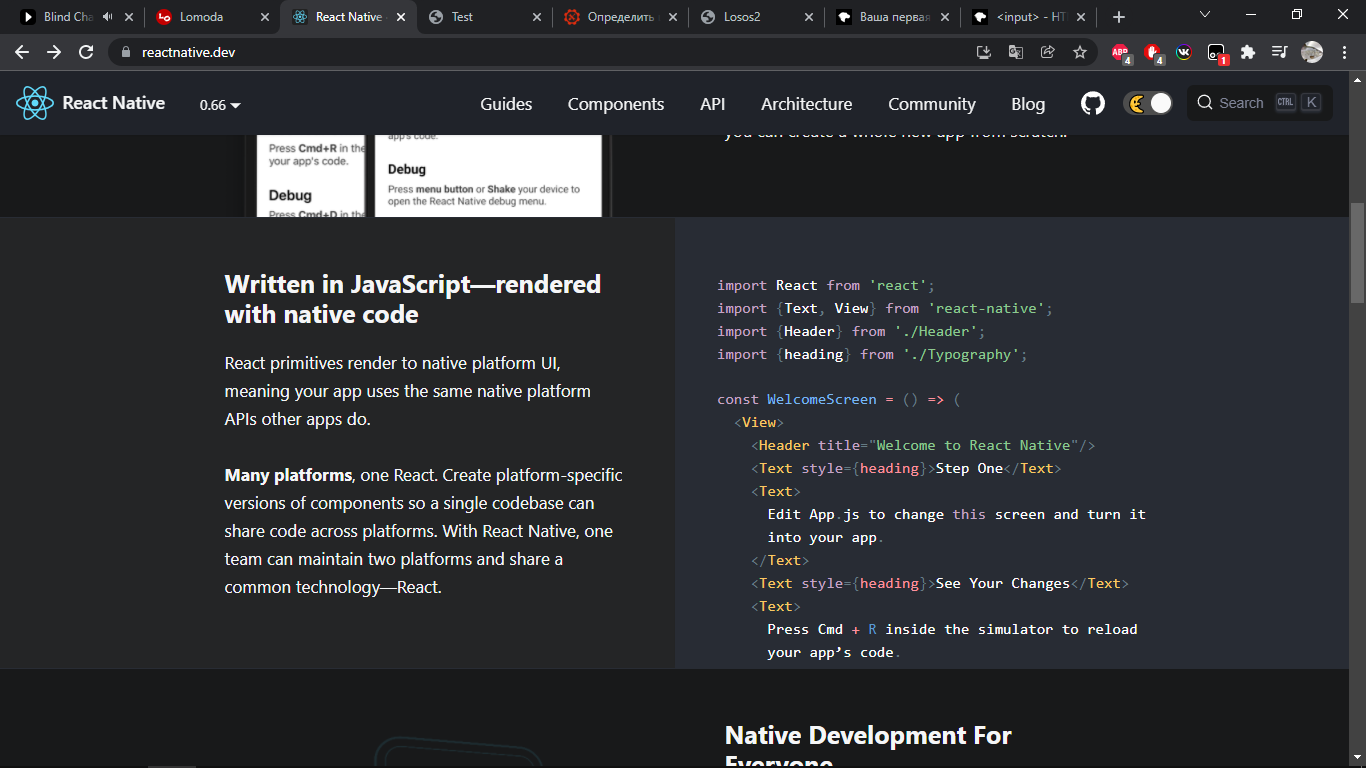 Blind Cha
Lomoda
React Native
Test
Определить
Losos2
Ваша первая
<input> - HT
reactnative.dev
4
4
1
React Native
0.66
Guides
Components
API
Architecture
Community
Blog
Search
CTRL
K
you can create a whole new app from scratch.
Press Cmd+R in the
your app's code.
Debug
Press Cmd+D in the
app's code.
Debug
Press menu button or Shake your device to
open the React Native debug menu.
Written in JavaScript—rendered
with native code
React primitives render to native platform UI,
meaning your app uses the same native platform
APIs other apps do.
Many platforms, one React. Create platform-specific
versions of components so a single codebase can
share code across platforms. With React Native, one
team can maintain two platforms and share a
common technology—React.
import React from 'react';
import {Text, View} from 'react-native';
import {Header} from './Header';
import {heading} from './Typography';
const WelcomeScreen = () => (
<View>
<Header title="Welcome to React Native"/>
<Text style={heading}>Step One</Text>
<Text>
Edit App.js to change this screen and turn it
into your app.
</Text>
<Text style={heading}>See Your Changes</Text>
<Text>
Press Cmd + R inside the simulator to reload
your app’s code.
Native Development For
Everyone